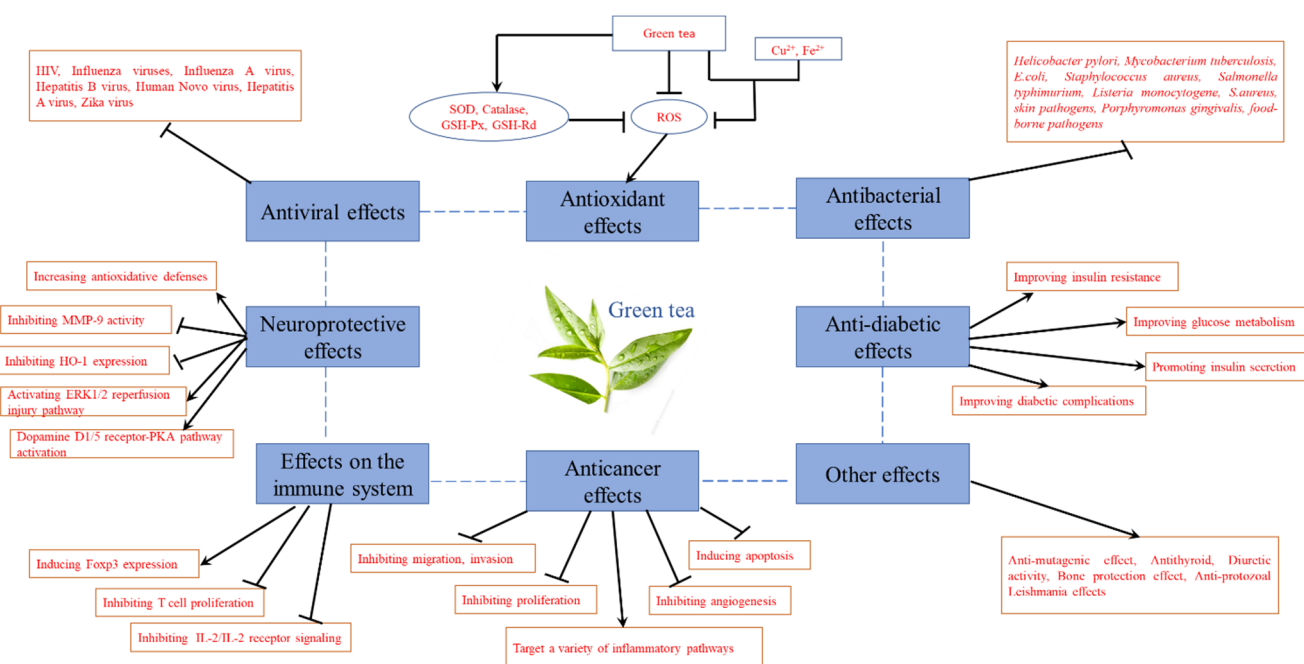 Green tea
Cu²⁺, Fe²⁺
HIV, Influenza viruses, Influenza A virus,
Hepatitis B virus, Human Novo virus, Hepatitis
A virus, Zika virus
SOD, Catalase,
GSH-Px, GSH-Rd
ROS
Helicobacter pylori, Mycobacterium tuberculosis,
E.coli, Staphylococcus aureus, Salmonella
typhimurium, Listeria monocytogene, S.aureus,
skin pathogens, Porphyromonas gingivalis, food-
borne pathogens
Antiviral effects
Antioxidant
effects
Antibacterial
effects
Increasing antioxidative defenses
Inhibiting MMP-9 activity
Inhibiting HO-1 expression
Activating ERK1/2 reperfusion
injury pathway
Dopamine D1/5 receptor-PKA pathway
activation
Neuroprotective
effects
Green tea
Anti-diabetic
effects
Improving insulin resistance
Improving glucose metabolism
Promoting insulin secretion
Improving diabetic complications
Effects on the
immune system
Anticancer
effects
Other effects
Inducing Foxp3 expression
Inhibiting T cell proliferation
Inhibiting IL-2/IL-2 receptor signaling
Inhibiting migration, invasion
Inhibiting proliferation
Target a variety of inflammatory pathways
Inhibiting angiogenesis
Inducing apoptosis
Anti-mutagenic effect, Antithyroid, Diuretic
activity, Bone protection effect, Anti-protozoal
Leishmania effects